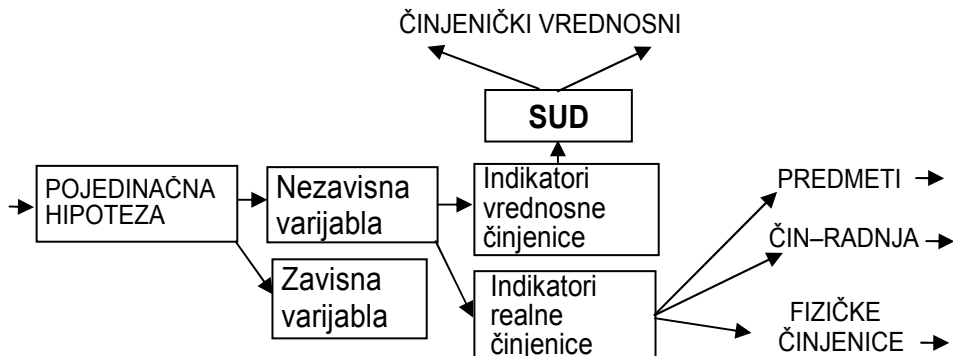 ČINJENIČKI VREDNOSNI
SUD
POJEDINAČNA
HIPOTEZA
Nezavisna
varijabla
Indikatori
vrednosne
činjenice
PREDMETI
ČIN–RADNJA
Zavisna
varijabla
Indikatori
realne
činjenice
FIZIČKE
ČINJENICE